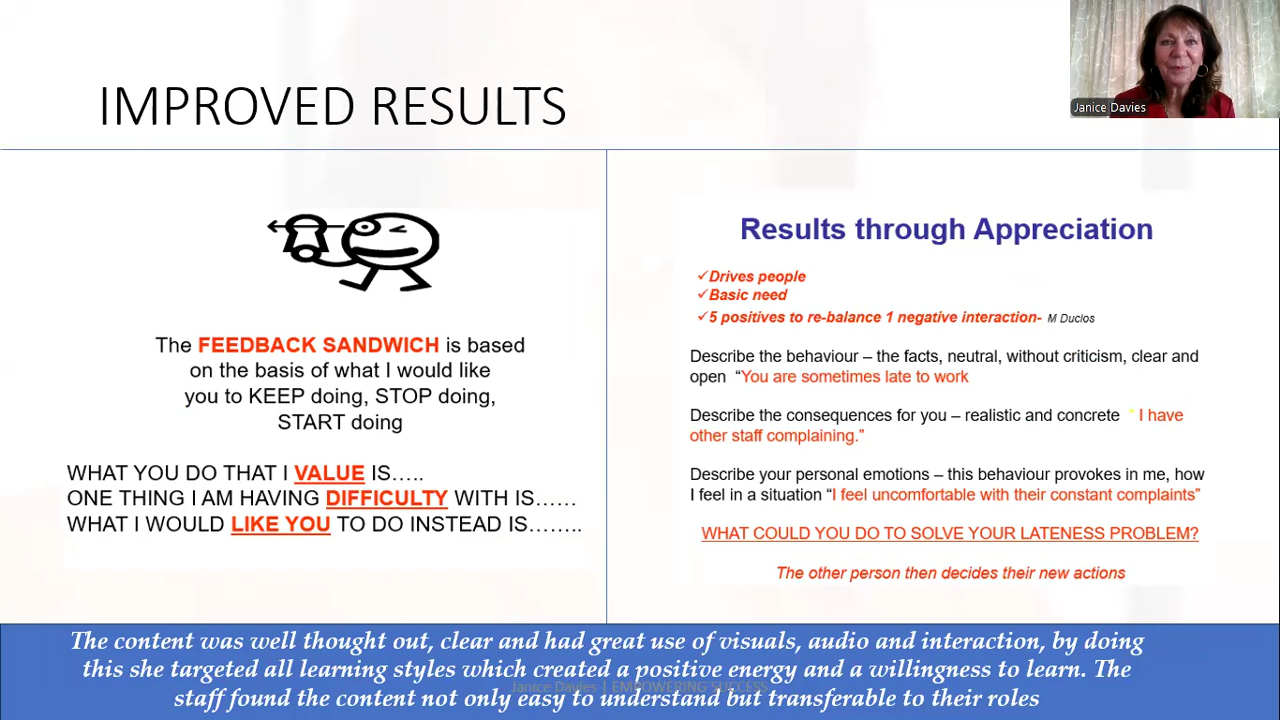 Janice Davies
IMPROVED RESULTS
The FEEDBACK SANDWICH is based
on the basis of what I would like
you to KEEP doing, STOP doing,
START doing
WHAT YOU DO THAT I VALUE IS…..
ONE THING I AM HAVING DIFFICULTY WITH IS……
WHAT I WOULD LIKE YOU TO DO INSTEAD IS……..
Results through Appreciation
✓Drives people
✓Basic need
✓5 positives to re-balance 1 negative interaction- M Duclos
Describe the behaviour – the facts, neutral, without criticism, clear and
open “You are sometimes late to work
Describe the consequences for you – realistic and concrete “ I have
other staff complaining.”
Describe your personal emotions – this behaviour provokes in me, how
I feel in a situation “I feel uncomfortable with their constant complaints”
WHAT COULD YOU DO TO SOLVE YOUR LATENESS PROBLEM?
The other person then decides their new actions
The content was well thought out, clear and had great use of visuals, audio and interaction, by doing
this she targeted all learning styles which created a positive energy and a willingness to learn. The
Janice Davies | EMPOWERING SUCCESS
staff found the content not only easy to understand but transferable to their roles